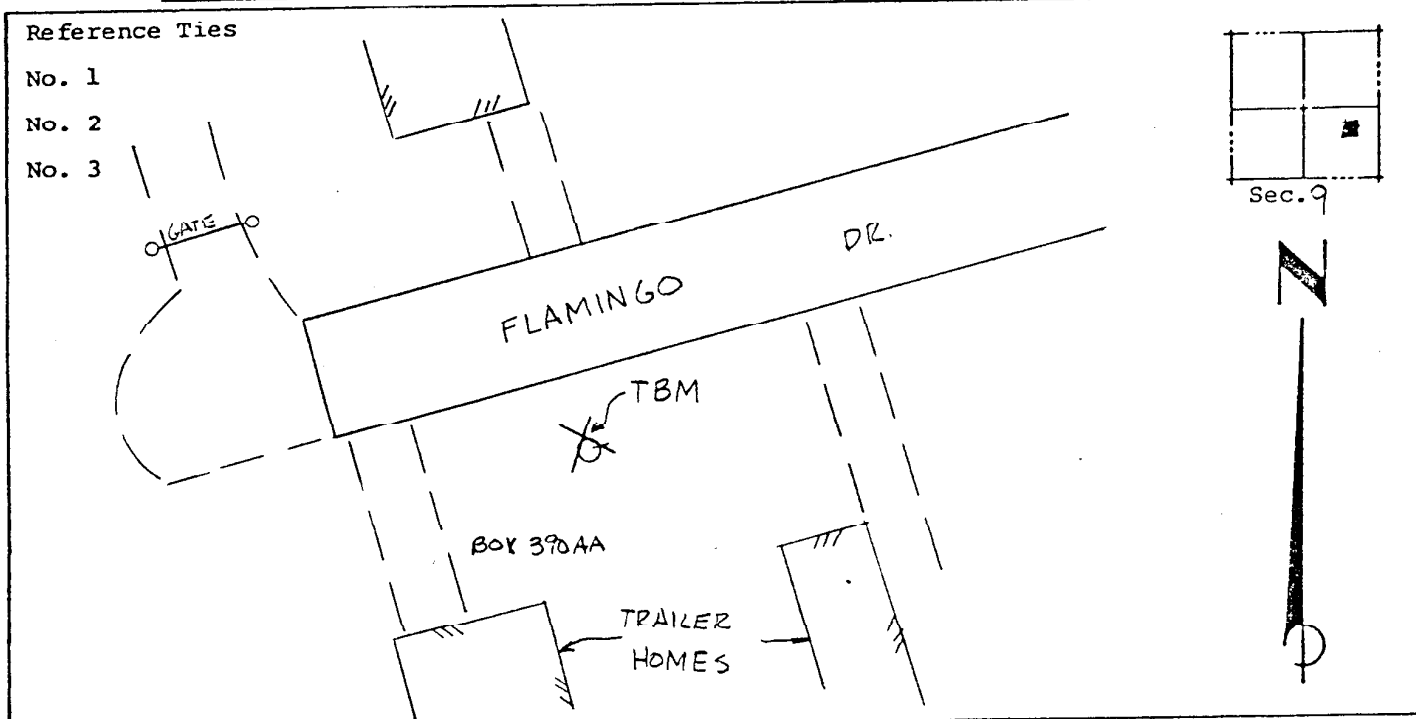 Reference Ties
No. 1
No. 2
No. 3
Sec. 9
N
GATE
FLAMINGO DR.
TBM
BOX 390AA
TRAILER
HOMES